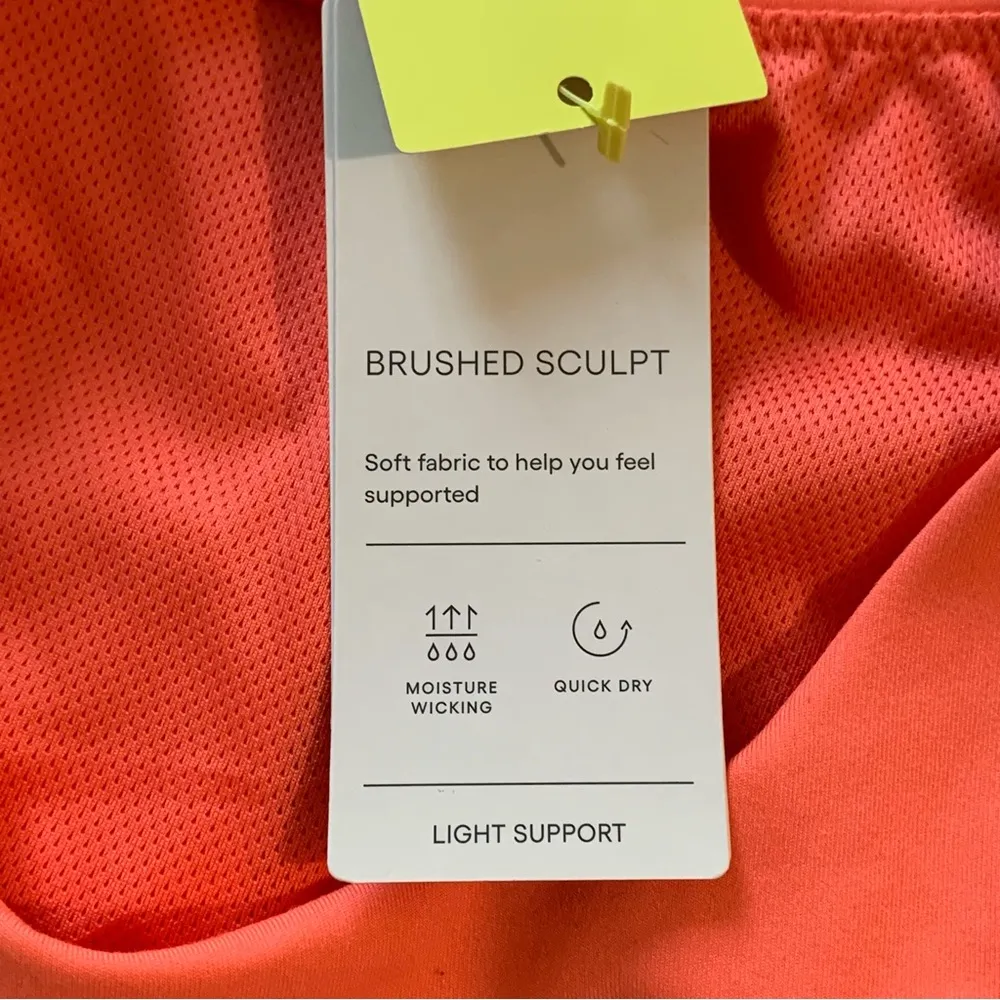 BRUSHED SCULPT
Soft fabric to help you feel
supported
MOISTURE
WICKING
QUICK DRY
LIGHT SUPPORT